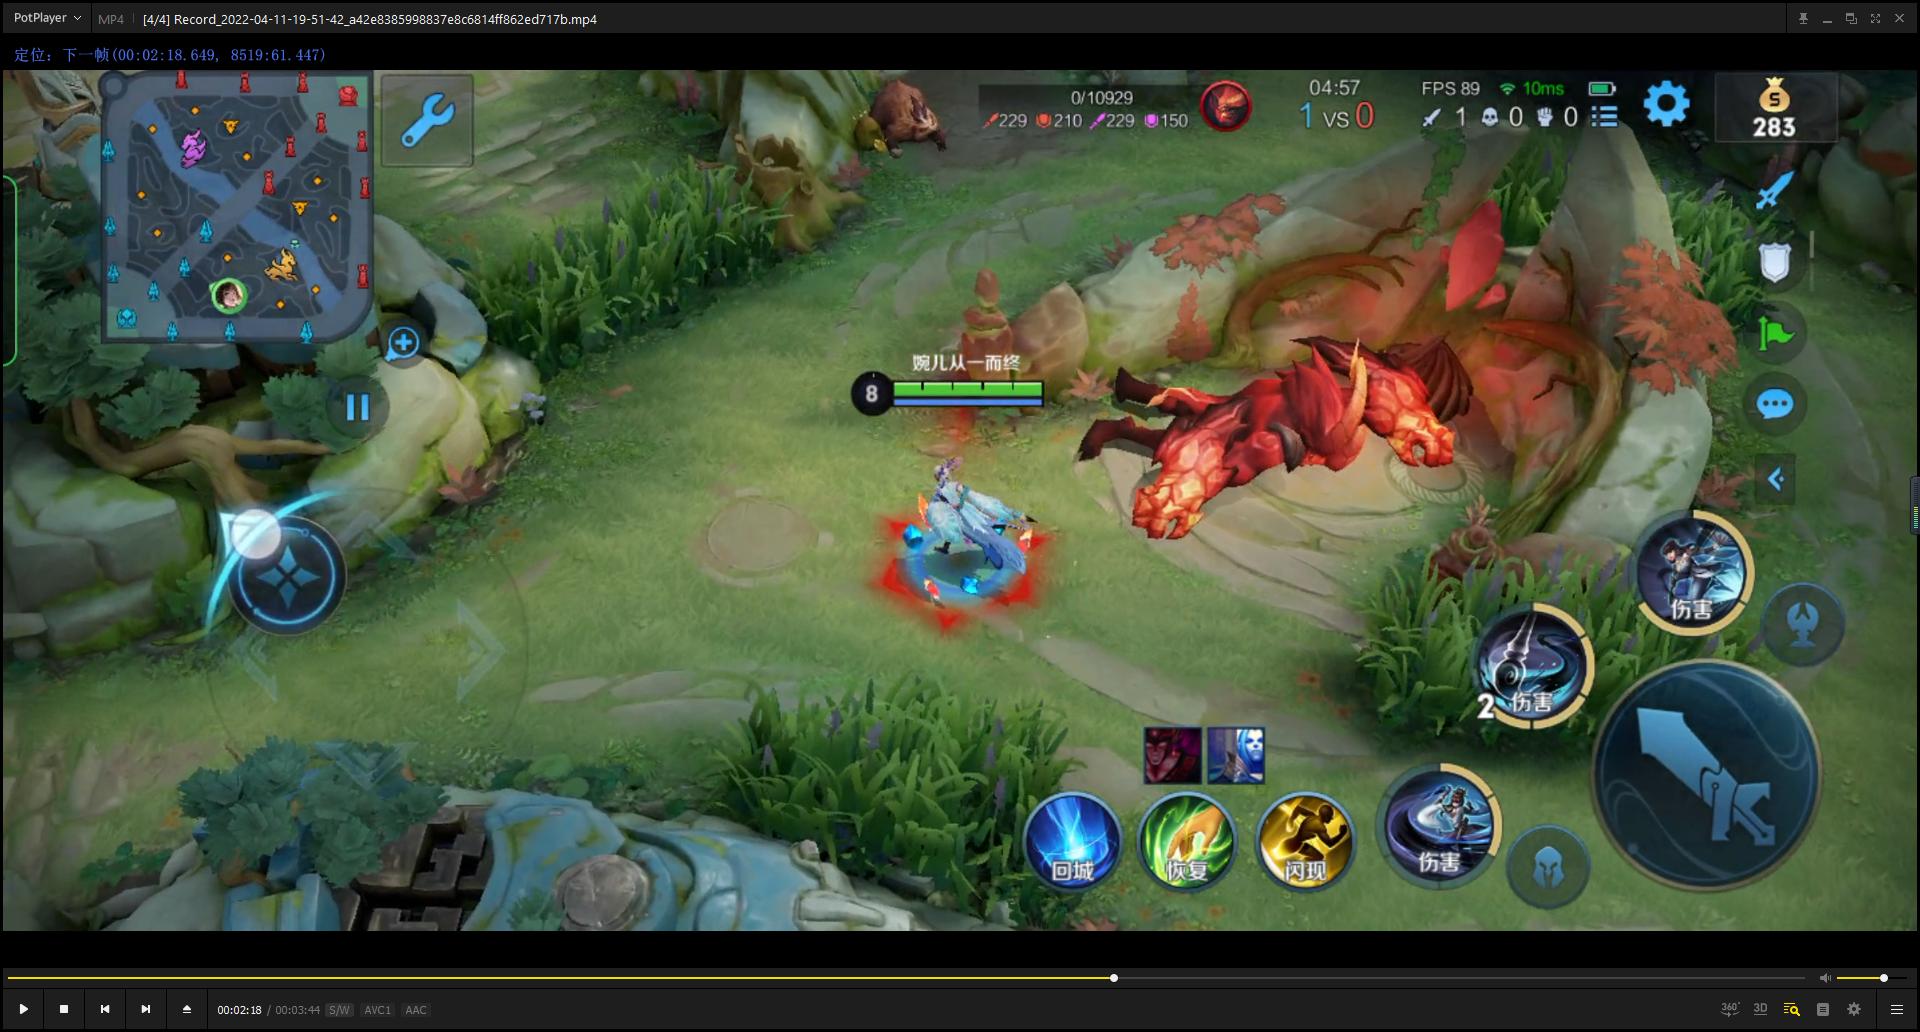 PotPlayer
MP4
[4/4] Record_2022-04-11-19-51-42_a42e8385998837e8c6814ff862ed717b.mp4
定位: 下一帧(00:02:18.649, 8519:61.447)
0/10929
229 210 229 150
04:57
1 VS 0
FPS 89 10ms
1 0 0
S
283
婉儿从一而终
8
伤害
2 伤害
伤害
回城
恢复
闪现
00:02:18 / 00:03:44 S/W AVC1 AAC
360° 3D